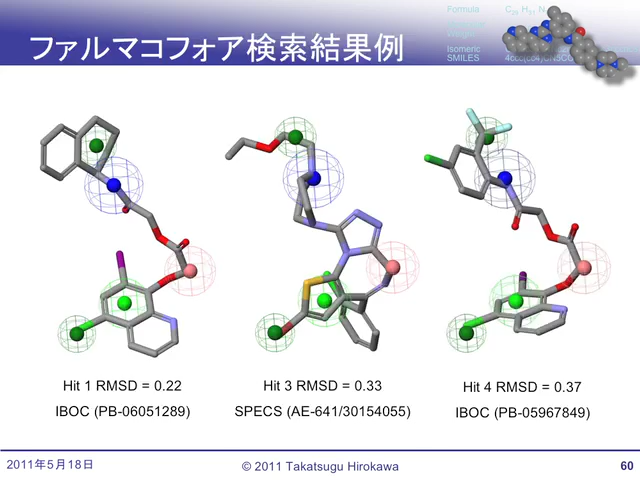 Formula
ファルマコフォア検索結果例
Isomeric
SMILES
Hit 1 RMSD = 0.22
IBOC (PB-06051289)
Hit 3 RMSD = 0.33
SPECS (AE-641/30154055)
Hit 4 RMSD = 0.37
IBOC (PB-05967849)
2011年5月18日
© 2011 Takatsugu Hirokawa
60